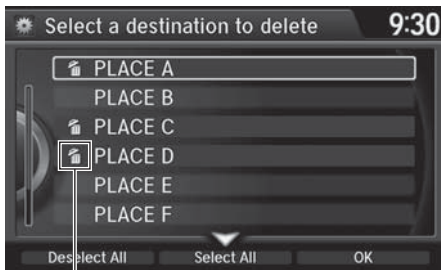 Select a destination to delete 9:30
PLACE A
PLACE B
PLACE C
PLACE D
PLACE E
PLACE F
Deselect All Select All OK